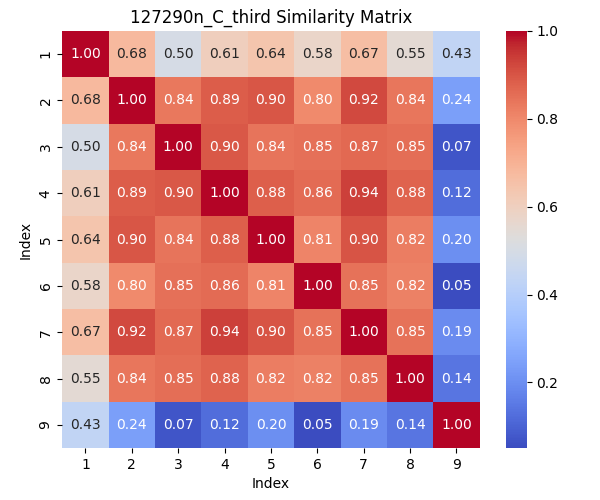 127290n_C_third Similarity Matrix
1 1.00 0.68 0.50 0.61 0.64 0.58 0.67 0.55 0.43
2 0.68 1.00 0.84 0.89 0.90 0.80 0.92 0.84 0.24
3 0.50 0.84 1.00 0.90 0.84 0.85 0.87 0.85 0.07
4 0.61 0.89 0.90 1.00 0.88 0.86 0.94 0.88 0.12
5 0.64 0.90 0.84 0.88 1.00 0.81 0.90 0.82 0.20
6 0.58 0.80 0.85 0.86 0.81 1.00 0.85 0.82 0.05
7 0.67 0.92 0.87 0.94 0.90 0.85 1.00 0.85 0.19
8 0.55 0.84 0.85 0.88 0.82 0.82 0.85 1.00 0.14
9 0.43 0.24 0.07 0.12 0.20 0.05 0.19 0.14 1.00
1 2 3 4 5 6 7 8 9
Index
Index
1.0
0.8
0.6
0.4
0.2